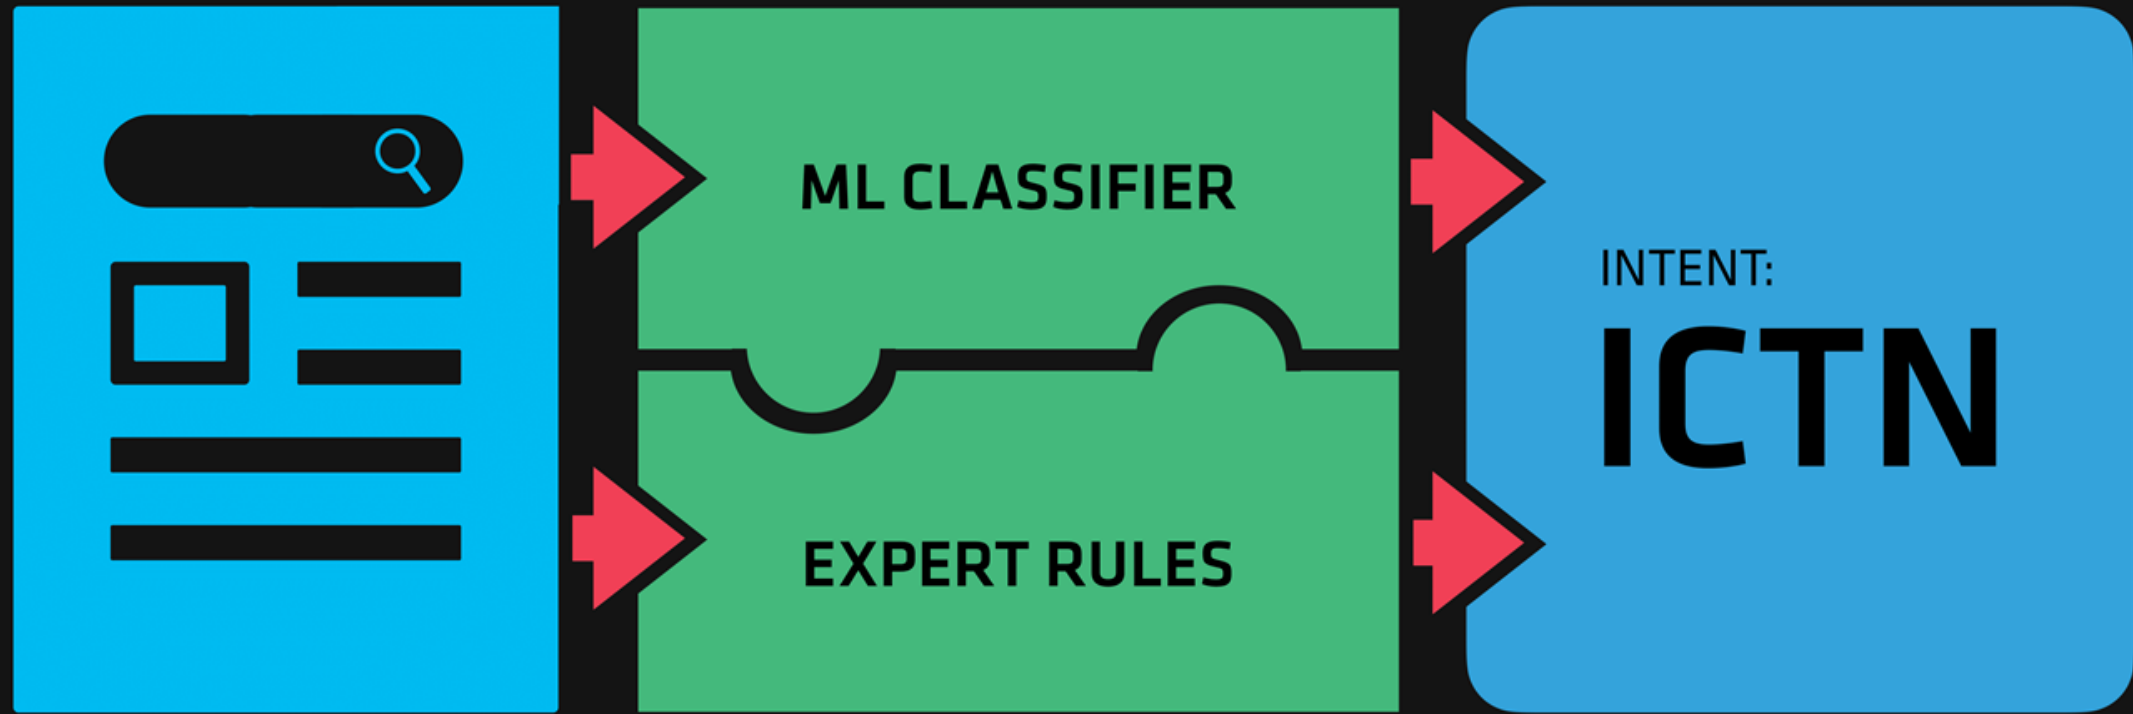 ML CLASSIFIER
EXPERT RULES
INTENT:
ICTN